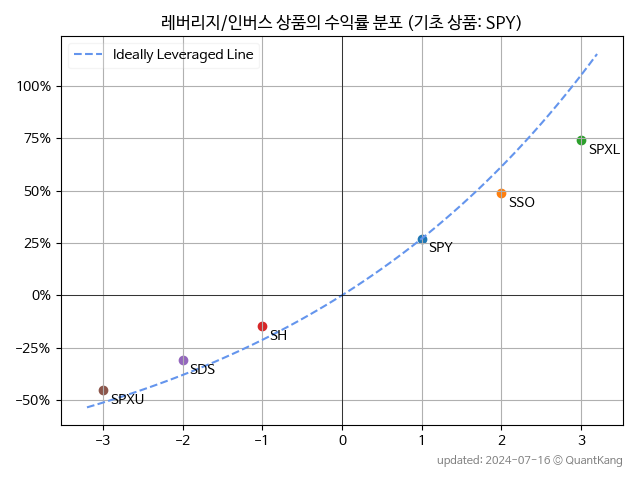 레버리지/인버스 상품의 수익률 분포 (기초 상품: SPY)
Ideally Leveraged Line
100%
75%
SPXL
50%
SSO
25%
SPY
0%
SH
−25%
SDS
−50%
SPXU
−3 −2 −1 0 1 2 3
updated: 2024-07-16 © QuantKang